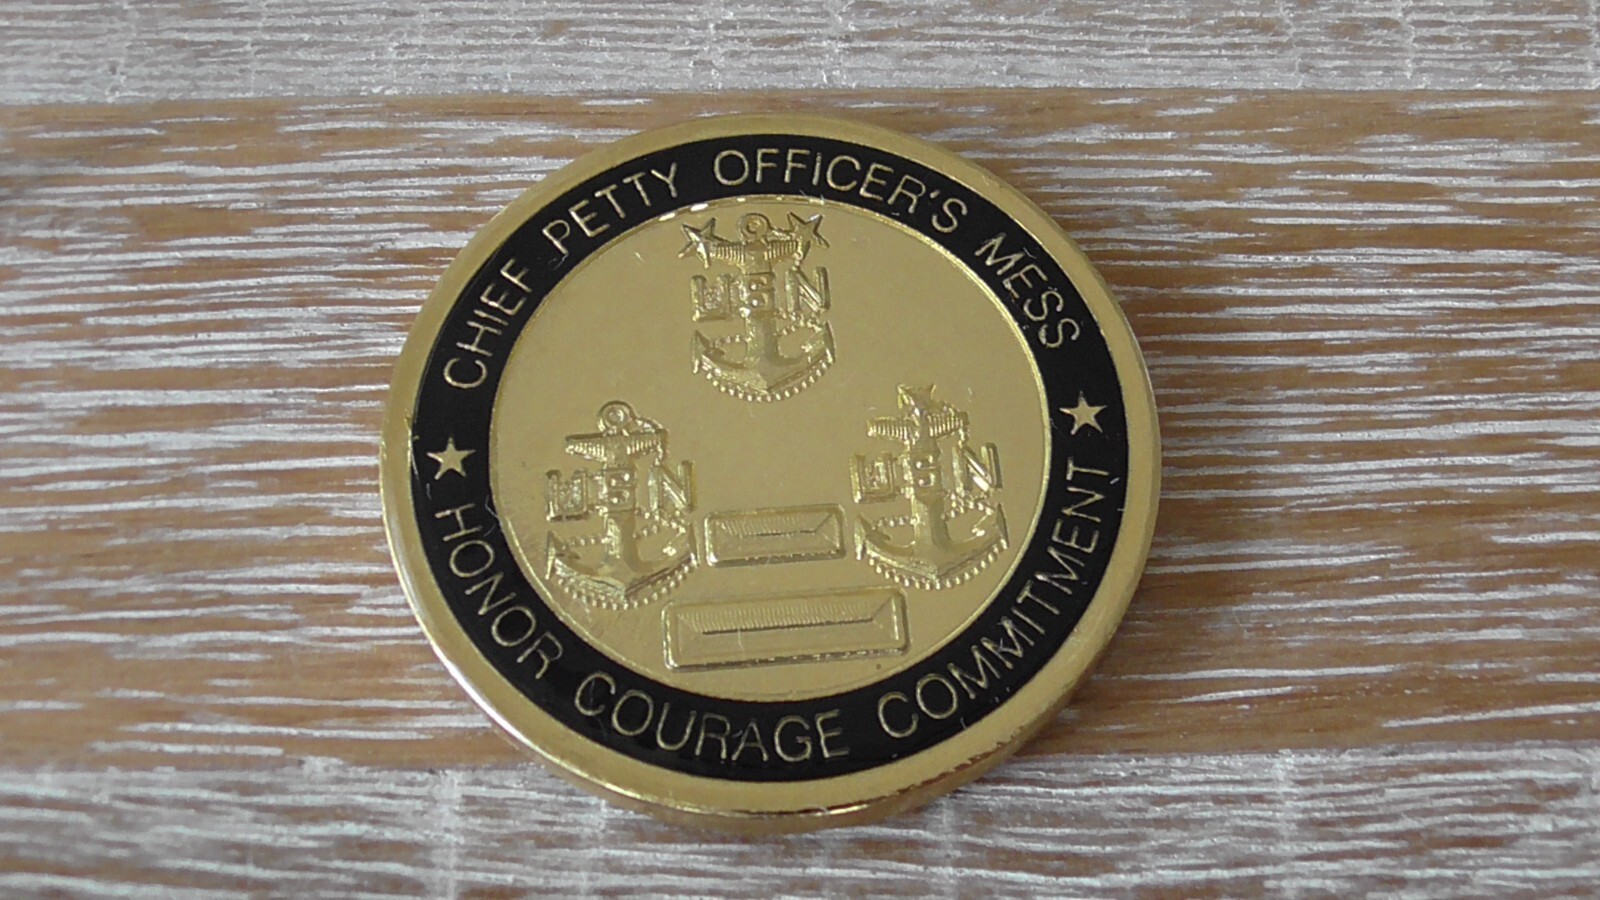 CHIEF PETTY OFFICER'S MESS
USN
USN
USN
HONOR COURAGE COMMITMENT